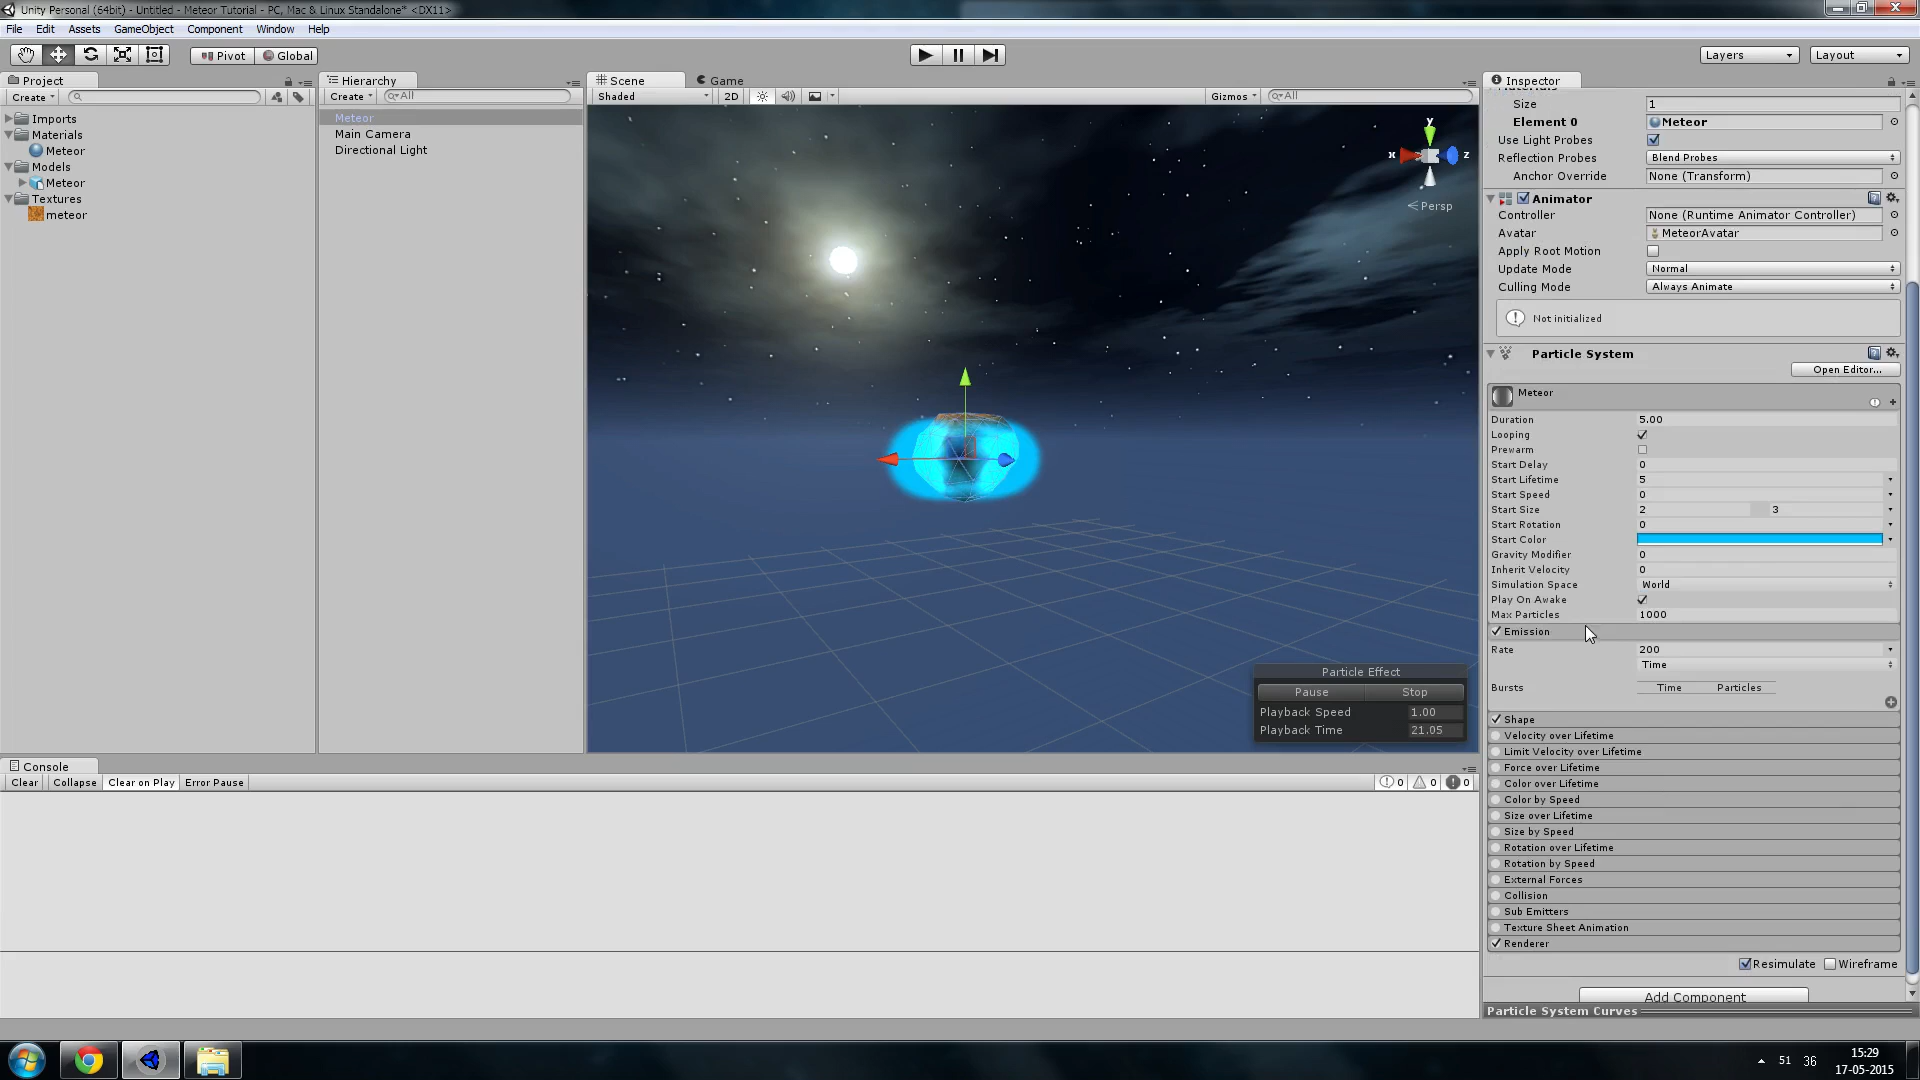 Unity Personal (64bit) - Untitled - Meteor Tutorial - PC, Mac & Linux Standalone* <DX11>
File Edit Assets GameObject Component Window Help
Pivot Global Layers Layout
Project
Create
Imports
Materials
Meteor
Models
Meteor
Textures
meteor
Hierarchy
Create All
Meteor
Main Camera
Directional Light
Scene Game
Shaded 2D Gizmos All
y
x z
Persp
Particle Effect
Pause Stop
Playback Speed 1.00
Playback Time 21.05
Console
Clear Collapse Clear on Play Error Pause 0 0 0
Inspector
Materials
Size 1
Element 0 Meteor
Use Light Probes
Reflection Probes Blend Probes
Anchor Override None (Transform)
Animator
Controller None (Runtime Animator Controller)
Avatar MeteorAvatar
Apply Root Motion
Update Mode Normal
Culling Mode Always Animate
Not initialized
Particle System
Open Editor...
Meteor
Duration 5.00
Looping
Prewarm
Start Delay 0
Start Lifetime 5
Start Speed 0
Start Size 2 3
Start Rotation 0
Start Color
Gravity Modifier 0
Inherit Velocity 0
Simulation Space World
Play On Awake
Max Particles 1000
Emission
Rate 200
Time
Bursts Time Particles
Shape
Velocity over Lifetime
Limit Velocity over Lifetime
Force over Lifetime
Color over Lifetime
Color by Speed
Size over Lifetime
Size by Speed
Rotation over Lifetime
Rotation by Speed
External Forces
Collision
Sub Emitters
Texture Sheet Animation
Renderer
Resimulate Wireframe
Add Component
Particle System Curves
51 36 15:29
17-05-2015